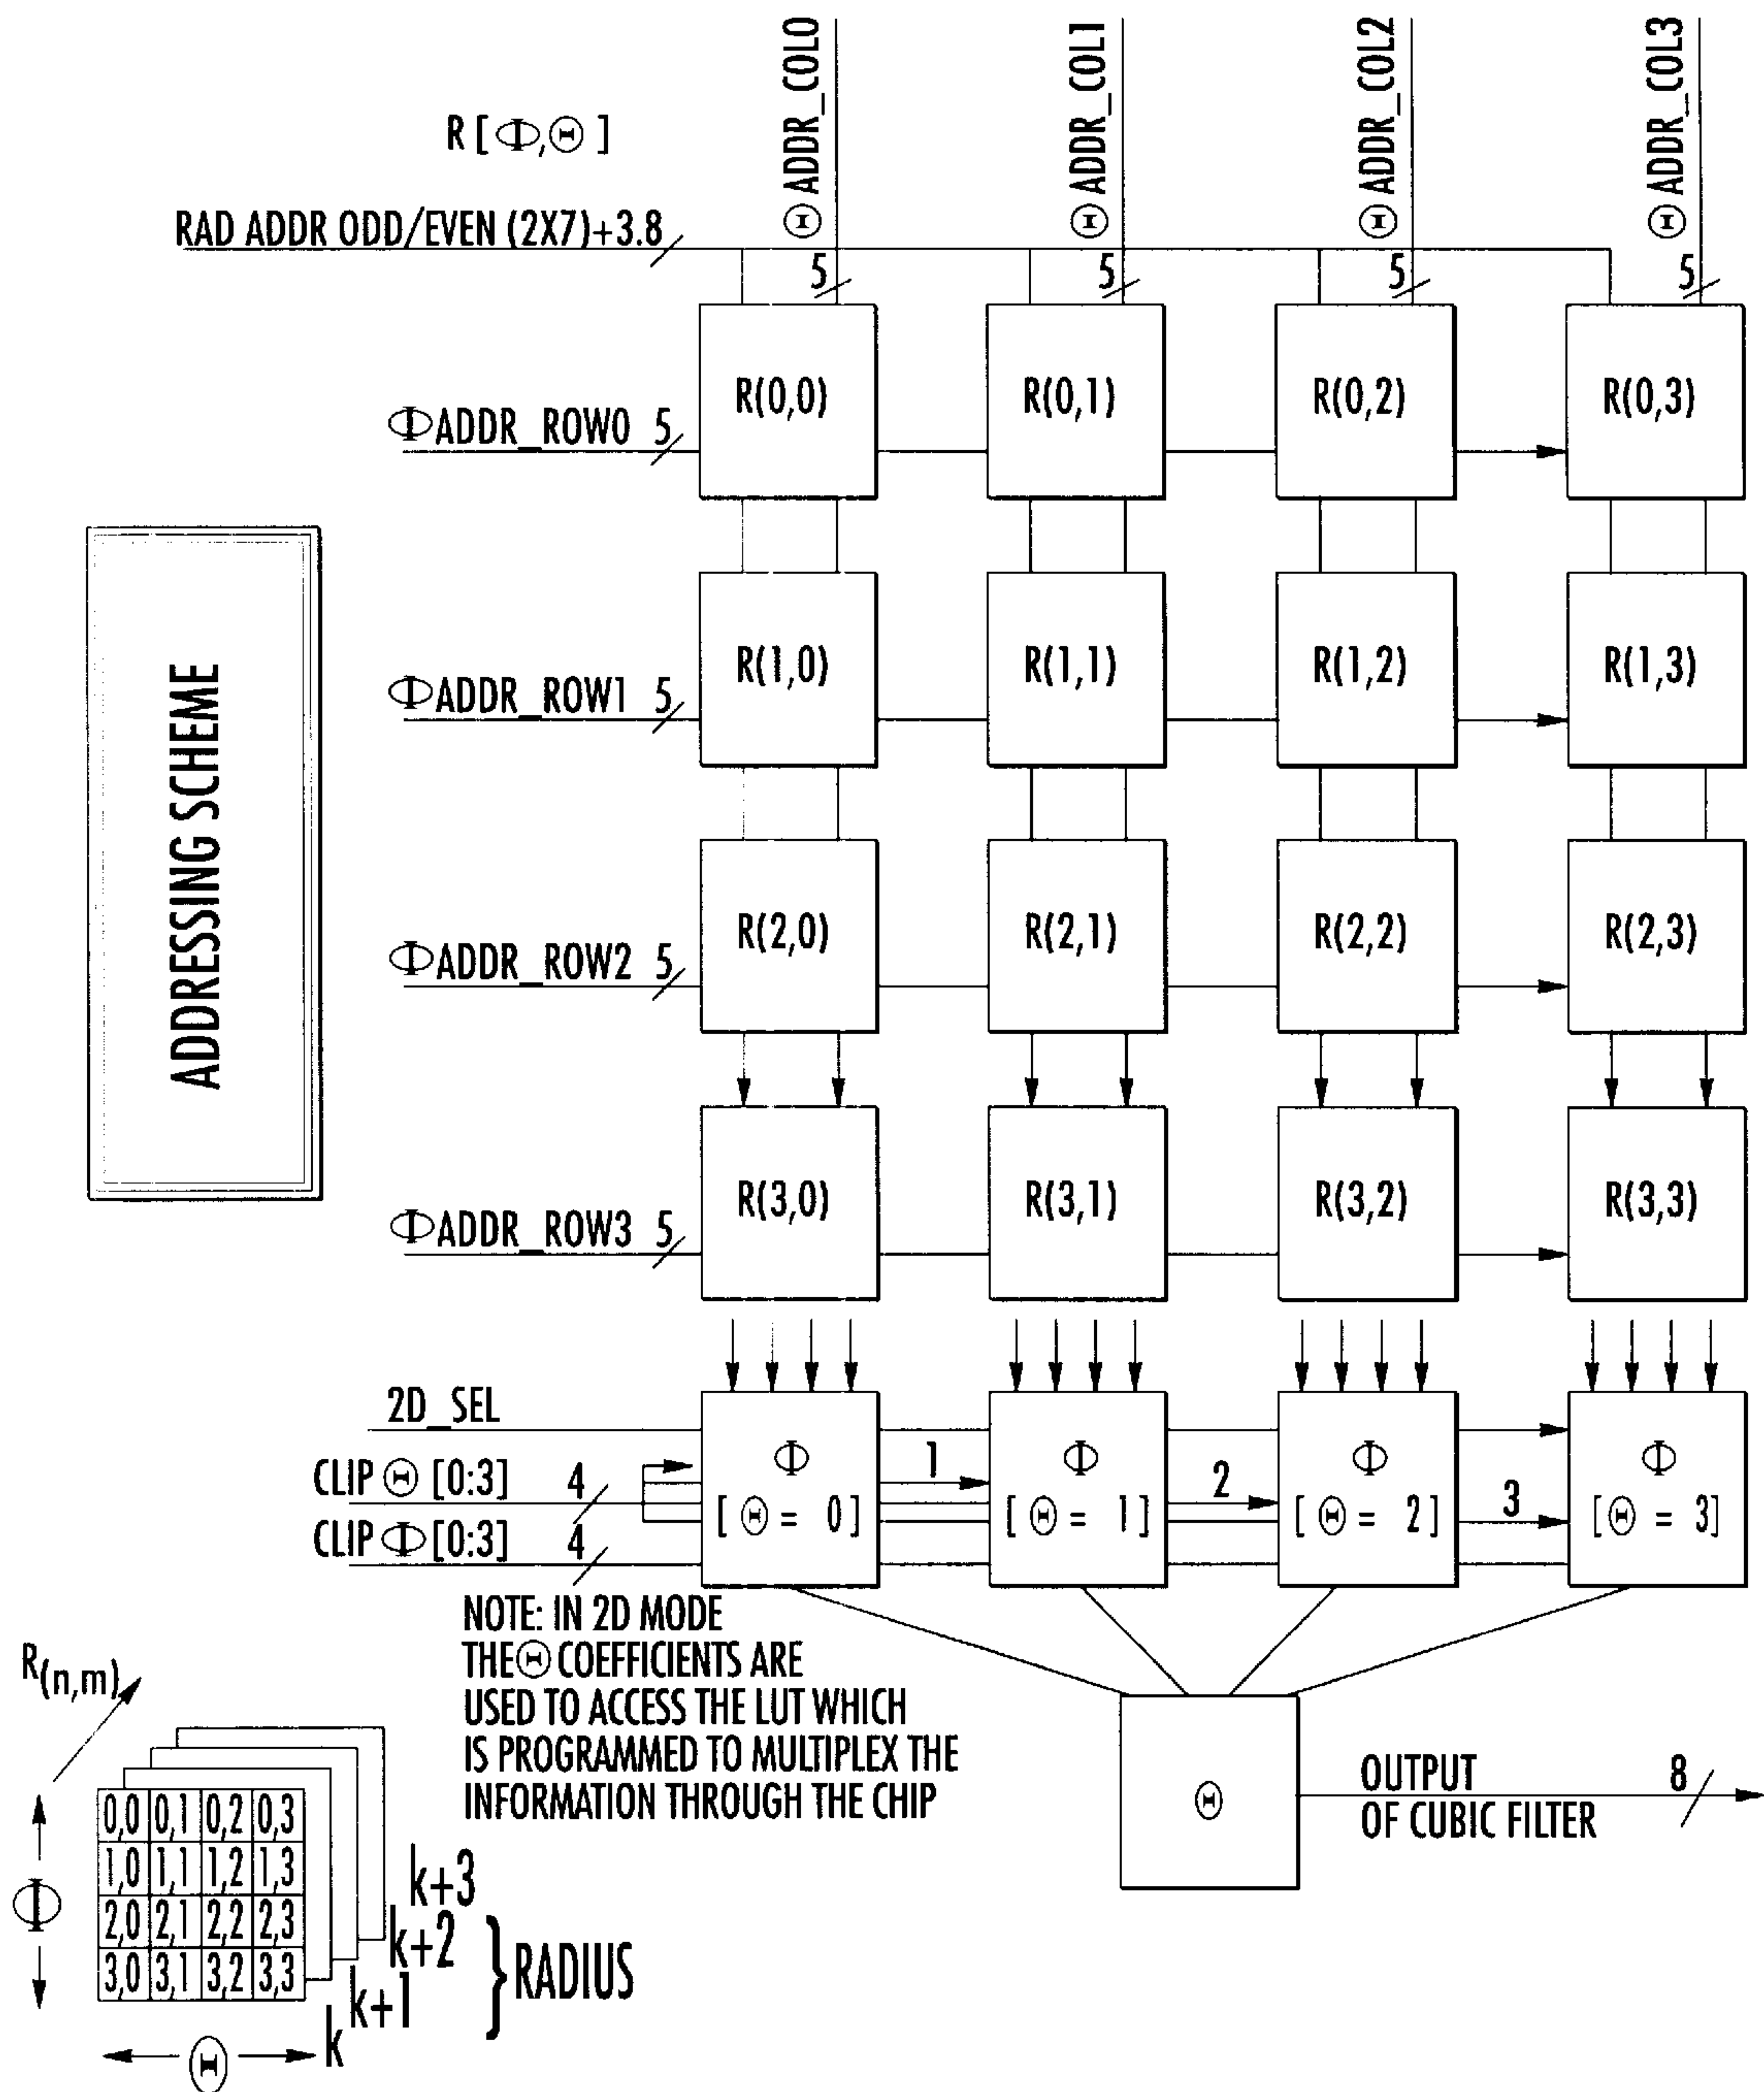 Θ ADDR_COL0
Θ ADDR_COL1
Θ ADDR_COL2
Θ ADDR_COL3
R [ Φ,Θ ]
RAD ADDR ODD/EVEN (2X7)+3.8
5 5 5 5
R(0,0) R(0,1) R(0,2) R(0,3)
ΦADDR_ROW0 5
ADDRESSING SCHEME
R(1,0) R(1,1) R(1,2) R(1,3)
ΦADDR_ROW1 5
R(2,0) R(2,1) R(2,2) R(2,3)
ΦADDR_ROW2 5
R(3,0) R(3,1) R(3,2) R(3,3)
ΦADDR_ROW3 5
2D_SEL
CLIP Θ [0:3] 4
CLIP Φ [0:3] 4
Φ
[ Θ = 0]
1
Φ
[ Θ = 1]
2
Φ
[ Θ = 2]
3
Φ
[ Θ = 3]
NOTE: IN 2D MODE
THE Θ COEFFICIENTS ARE
USED TO ACCESS THE LUT WHICH
IS PROGRAMMED TO MULTIPLEX THE
INFORMATION THROUGH THE CHIP
Θ
OUTPUT 8
OF CUBIC FILTER
R(n,m)
0,0 0,1 0,2 0,3
1,0 1,1 1,2 1,3
2,0 2,1 2,2 2,3
3,0 3,1 3,2 3,3
Φ
Θ
k
k+1
k+2
k+3
} RADIUS